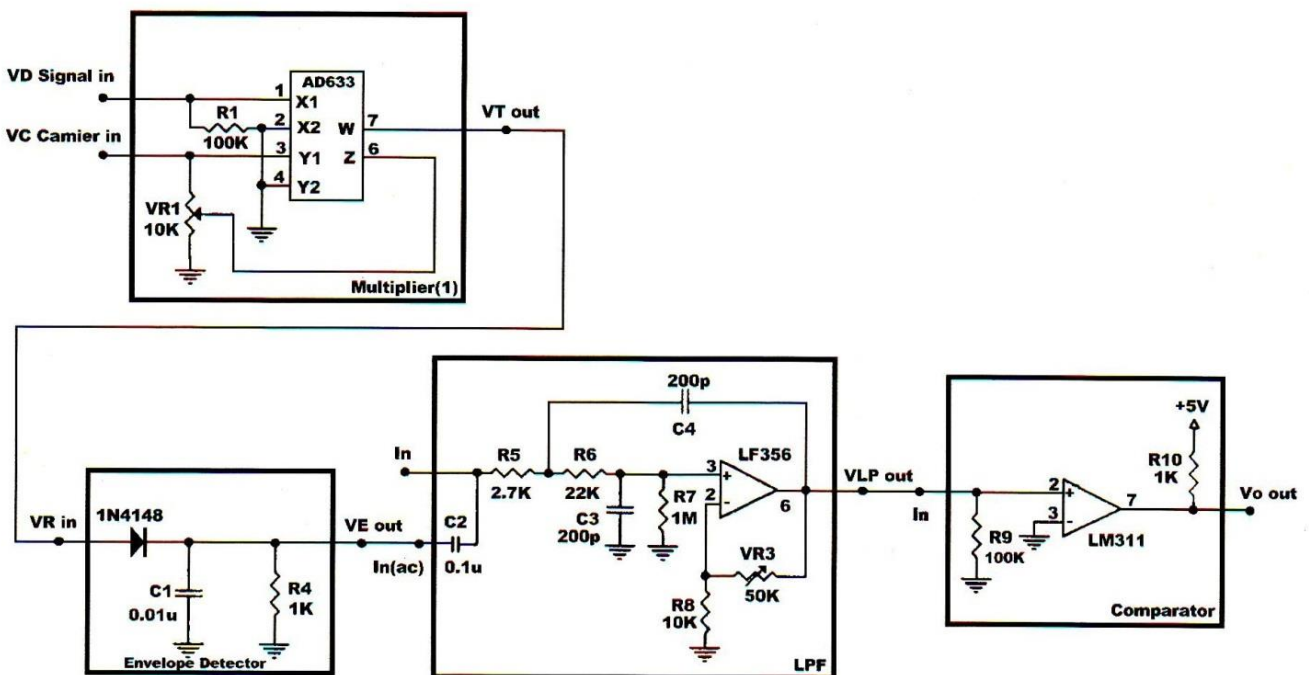 VD Signal in
VC Camier in
R1
100K
VR1
10K
AD633
1
X1
2
X2
3
Y1
4
Y2
W
7
Z
6
VT out
Multiplier(1)
VR in
1N4148
C1
0.01u
R4
1K
VE out
In(ac)
Envelope Detector
In
C2
0.1u
R5
2.7K
R6
22K
200p
C4
C3
200p
R7
1M
LF356
3
+
2
-
6
VR3
50K
R8
10K
LPF
VLP out
In
R9
100K
2
+
3
-
7
LM311
+5V
R10
1K
Vo out
Comparator